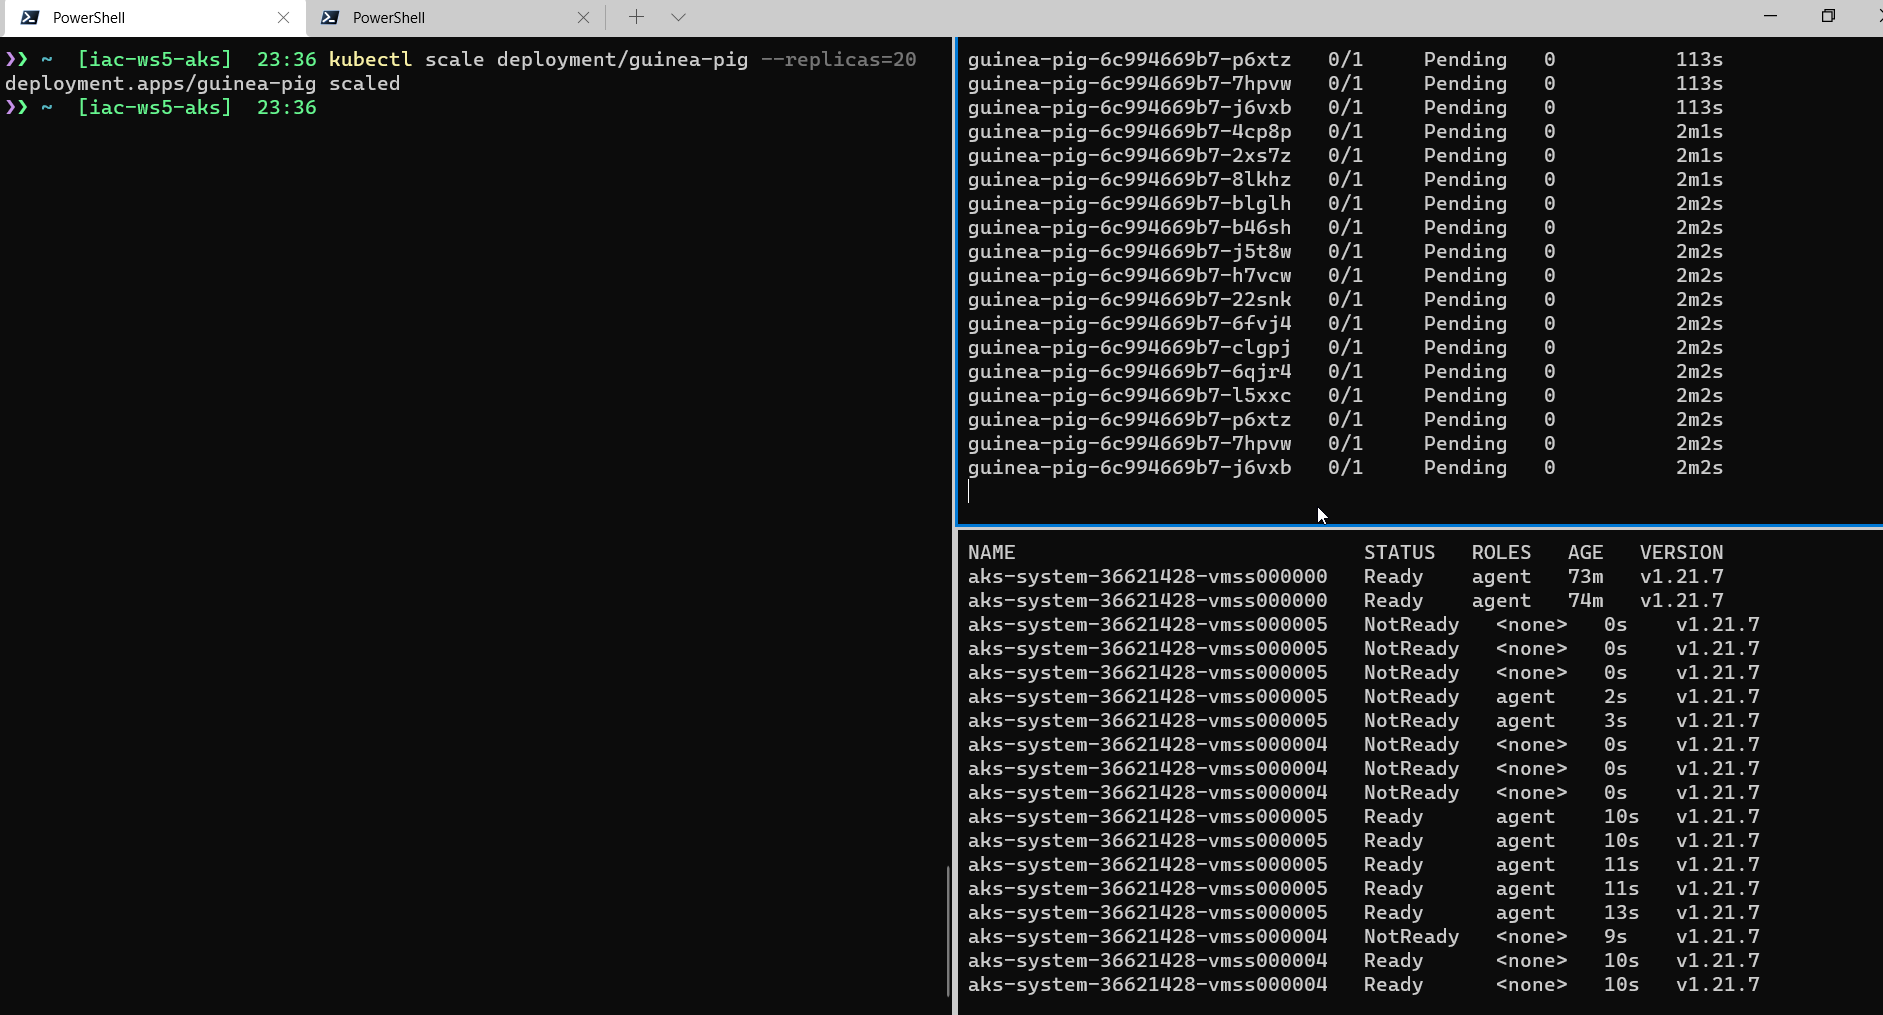 PowerShell
PowerShell
❯❯ ~ [iac-ws5-aks] 23:36 kubectl scale deployment/guinea-pig --replicas=20
deployment.apps/guinea-pig scaled
❯❯ ~ [iac-ws5-aks] 23:36
guinea-pig-6c994669b7-p6xtz 0/1 Pending 0 113s
guinea-pig-6c994669b7-7hpvw 0/1 Pending 0 113s
guinea-pig-6c994669b7-j6vxb 0/1 Pending 0 113s
guinea-pig-6c994669b7-4cp8p 0/1 Pending 0 2m1s
guinea-pig-6c994669b7-2xs7z 0/1 Pending 0 2m1s
guinea-pig-6c994669b7-8lkhz 0/1 Pending 0 2m1s
guinea-pig-6c994669b7-blglh 0/1 Pending 0 2m2s
guinea-pig-6c994669b7-b46sh 0/1 Pending 0 2m2s
guinea-pig-6c994669b7-j5t8w 0/1 Pending 0 2m2s
guinea-pig-6c994669b7-h7vcw 0/1 Pending 0 2m2s
guinea-pig-6c994669b7-22snk 0/1 Pending 0 2m2s
guinea-pig-6c994669b7-6fvj4 0/1 Pending 0 2m2s
guinea-pig-6c994669b7-clgpj 0/1 Pending 0 2m2s
guinea-pig-6c994669b7-6qjr4 0/1 Pending 0 2m2s
guinea-pig-6c994669b7-l5xxc 0/1 Pending 0 2m2s
guinea-pig-6c994669b7-p6xtz 0/1 Pending 0 2m2s
guinea-pig-6c994669b7-7hpvw 0/1 Pending 0 2m2s
guinea-pig-6c994669b7-j6vxb 0/1 Pending 0 2m2s
NAME STATUS ROLES AGE VERSION
aks-system-36621428-vmss000000 Ready agent 73m v1.21.7
aks-system-36621428-vmss000000 Ready agent 74m v1.21.7
aks-system-36621428-vmss000005 NotReady <none> 0s v1.21.7
aks-system-36621428-vmss000005 NotReady <none> 0s v1.21.7
aks-system-36621428-vmss000005 NotReady <none> 0s v1.21.7
aks-system-36621428-vmss000005 NotReady agent 2s v1.21.7
aks-system-36621428-vmss000005 NotReady agent 3s v1.21.7
aks-system-36621428-vmss000004 NotReady <none> 0s v1.21.7
aks-system-36621428-vmss000004 NotReady <none> 0s v1.21.7
aks-system-36621428-vmss000004 NotReady <none> 0s v1.21.7
aks-system-36621428-vmss000005 Ready agent 10s v1.21.7
aks-system-36621428-vmss000005 Ready agent 10s v1.21.7
aks-system-36621428-vmss000005 Ready agent 11s v1.21.7
aks-system-36621428-vmss000005 Ready agent 11s v1.21.7
aks-system-36621428-vmss000005 Ready agent 13s v1.21.7
aks-system-36621428-vmss000004 NotReady <none> 9s v1.21.7
aks-system-36621428-vmss000004 Ready <none> 10s v1.21.7
aks-system-36621428-vmss000004 Ready <none> 10s v1.21.7